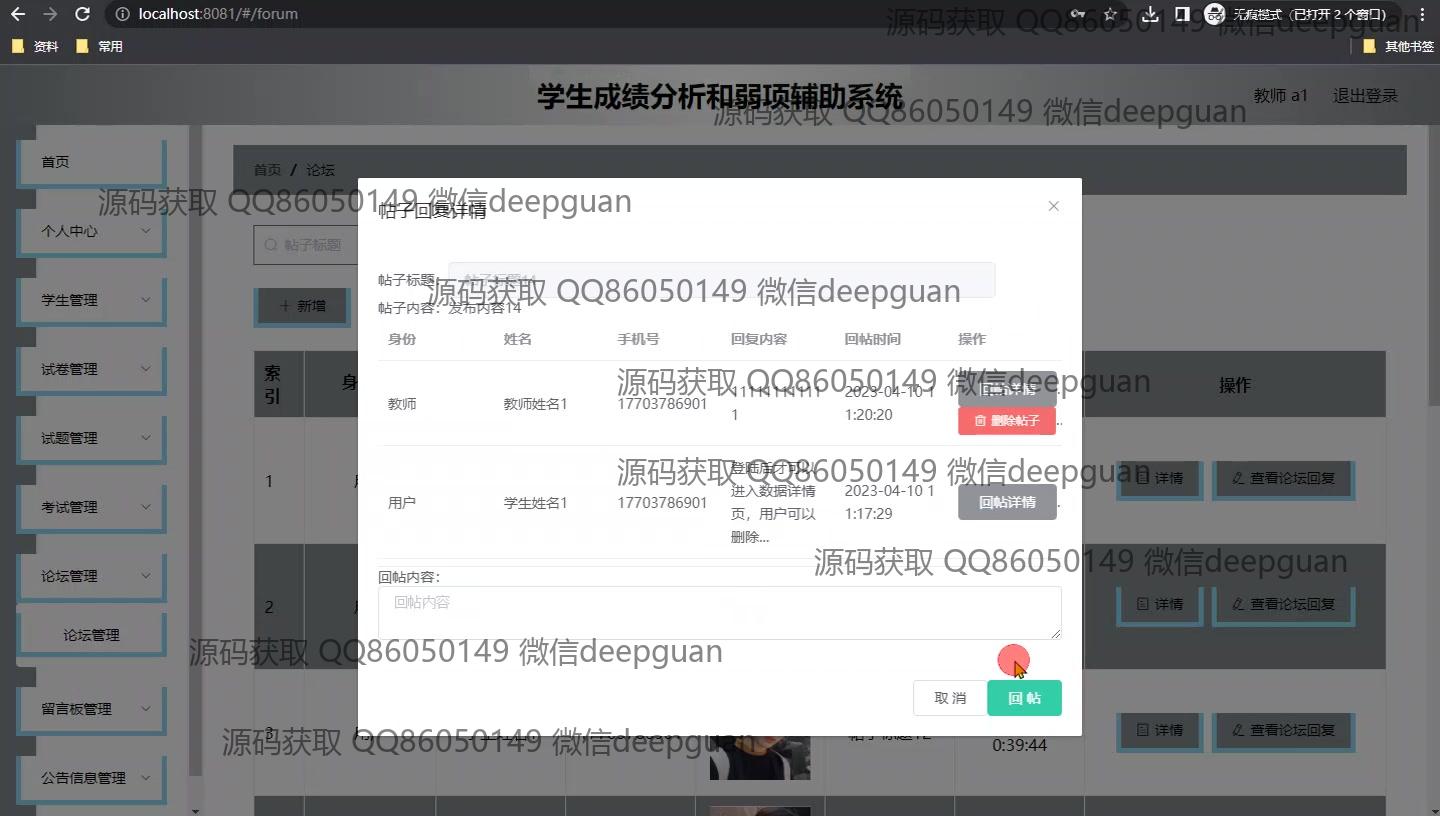 localhost:8081/#/forum
无痕模式（已打开 2 个窗口）
资料
常用
其他书签
学生成绩分析和弱项辅助系统
教师 a1
退出登录
源码获取 QQ86050149 微信deepguan
源码获取 QQ86050149 微信deepguan
首页
个人中心
学生管理
试卷管理
试题管理
考试管理
论坛管理
论坛管理
留言板管理
公告信息管理
首页 / 论坛
源码获取 QQ86050149 微信deepguan
帖子标题
新增
索引
操作
1
详情
查看论坛回复
2
详情
查看论坛回复
3
详情
查看论坛回复
0:39:44
帖子回复详情
帖子标题:
帖子标题14
源码获取 QQ86050149 微信deepguan
帖子内容: 发布内容14
身份 姓名 手机号 回复内容 回帖时间 操作
源码获取 QQ86050149 微信deepguan
教师 教师姓名1 17703786901
2023-04-10 1
1:20:20
回帖详情
删除帖子
源码获取 QQ86050149 微信deepguan
用户 学生姓名1 17703786901
登陆后才可以
进入数据详情
页，用户可以
删除...
2023-04-10 1
1:17:29
回帖详情
源码获取 QQ86050149 微信deepguan
回帖内容:
回帖内容
源码获取 QQ86050149 微信deepguan
取 消
回 帖
源码获取 QQ86050149 微信deepguan